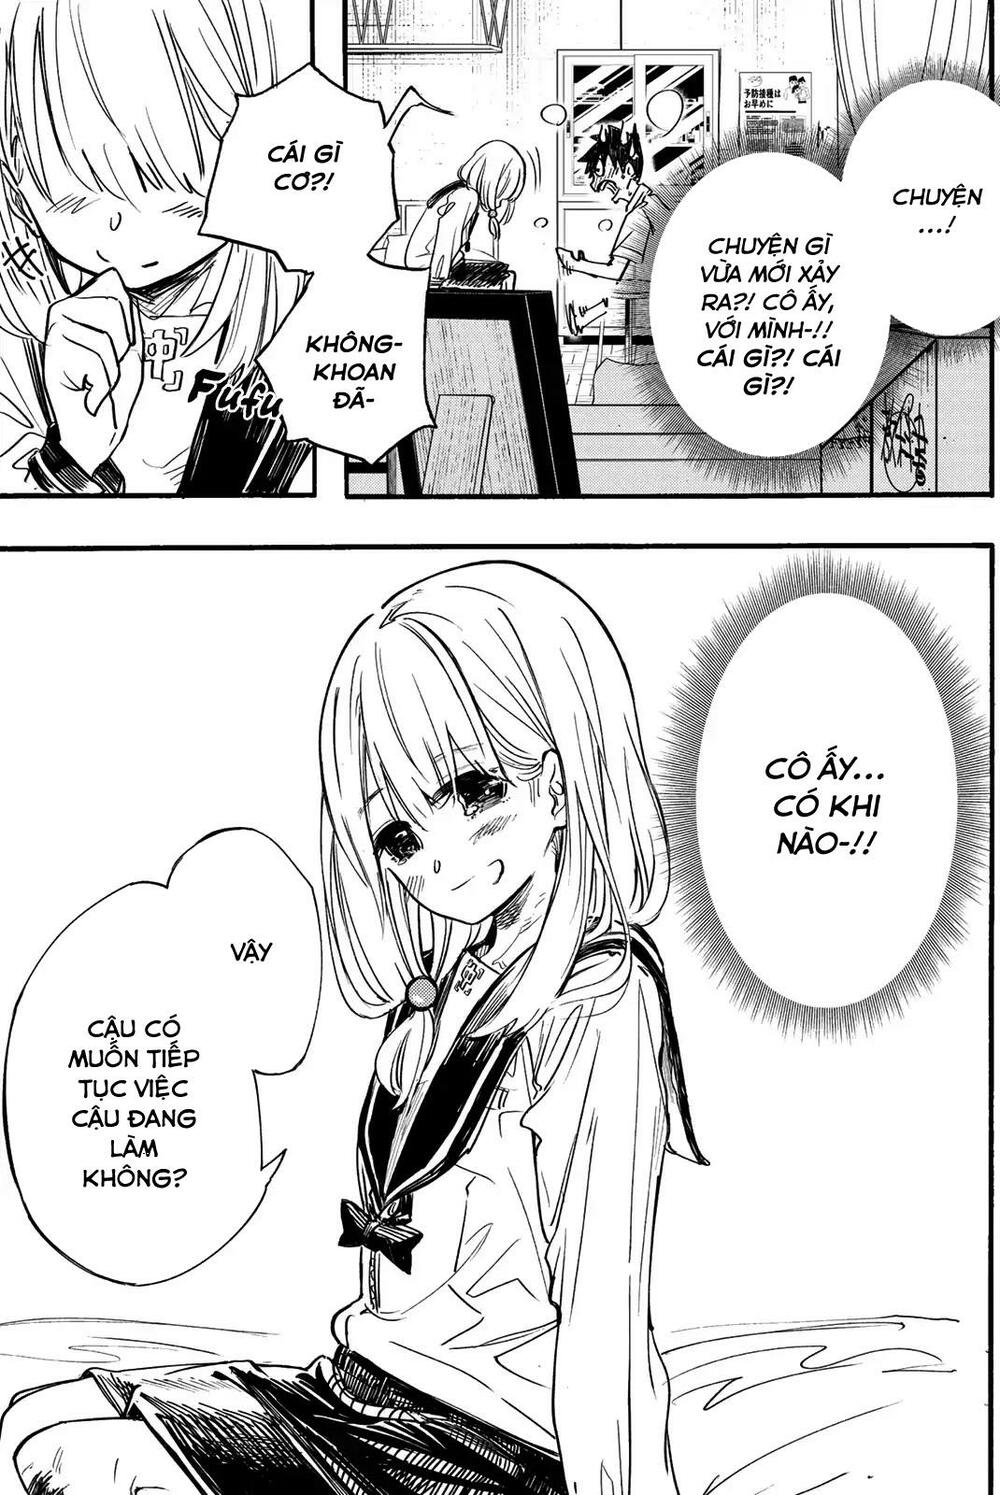 CHUYỆN
...!
CHUYỆN GÌ
VỪA MỚI XẢY
RA?! CÔ ẤY,
VỚI MÌNH-!!
CÁI GÌ?! CÁI
GÌ?!
予防接種は
お早めに
CÁI GÌ
CƠ?!
KHÔNG-
KHOAN
ĐÃ-
中
Fufu
CÔ ẤY...
CÓ KHI
NÀO-!!
VẬY
CẬU CÓ
MUỐN TIẾP
TỤC VIỆC
CẬU ĐANG
LÀM
KHÔNG?